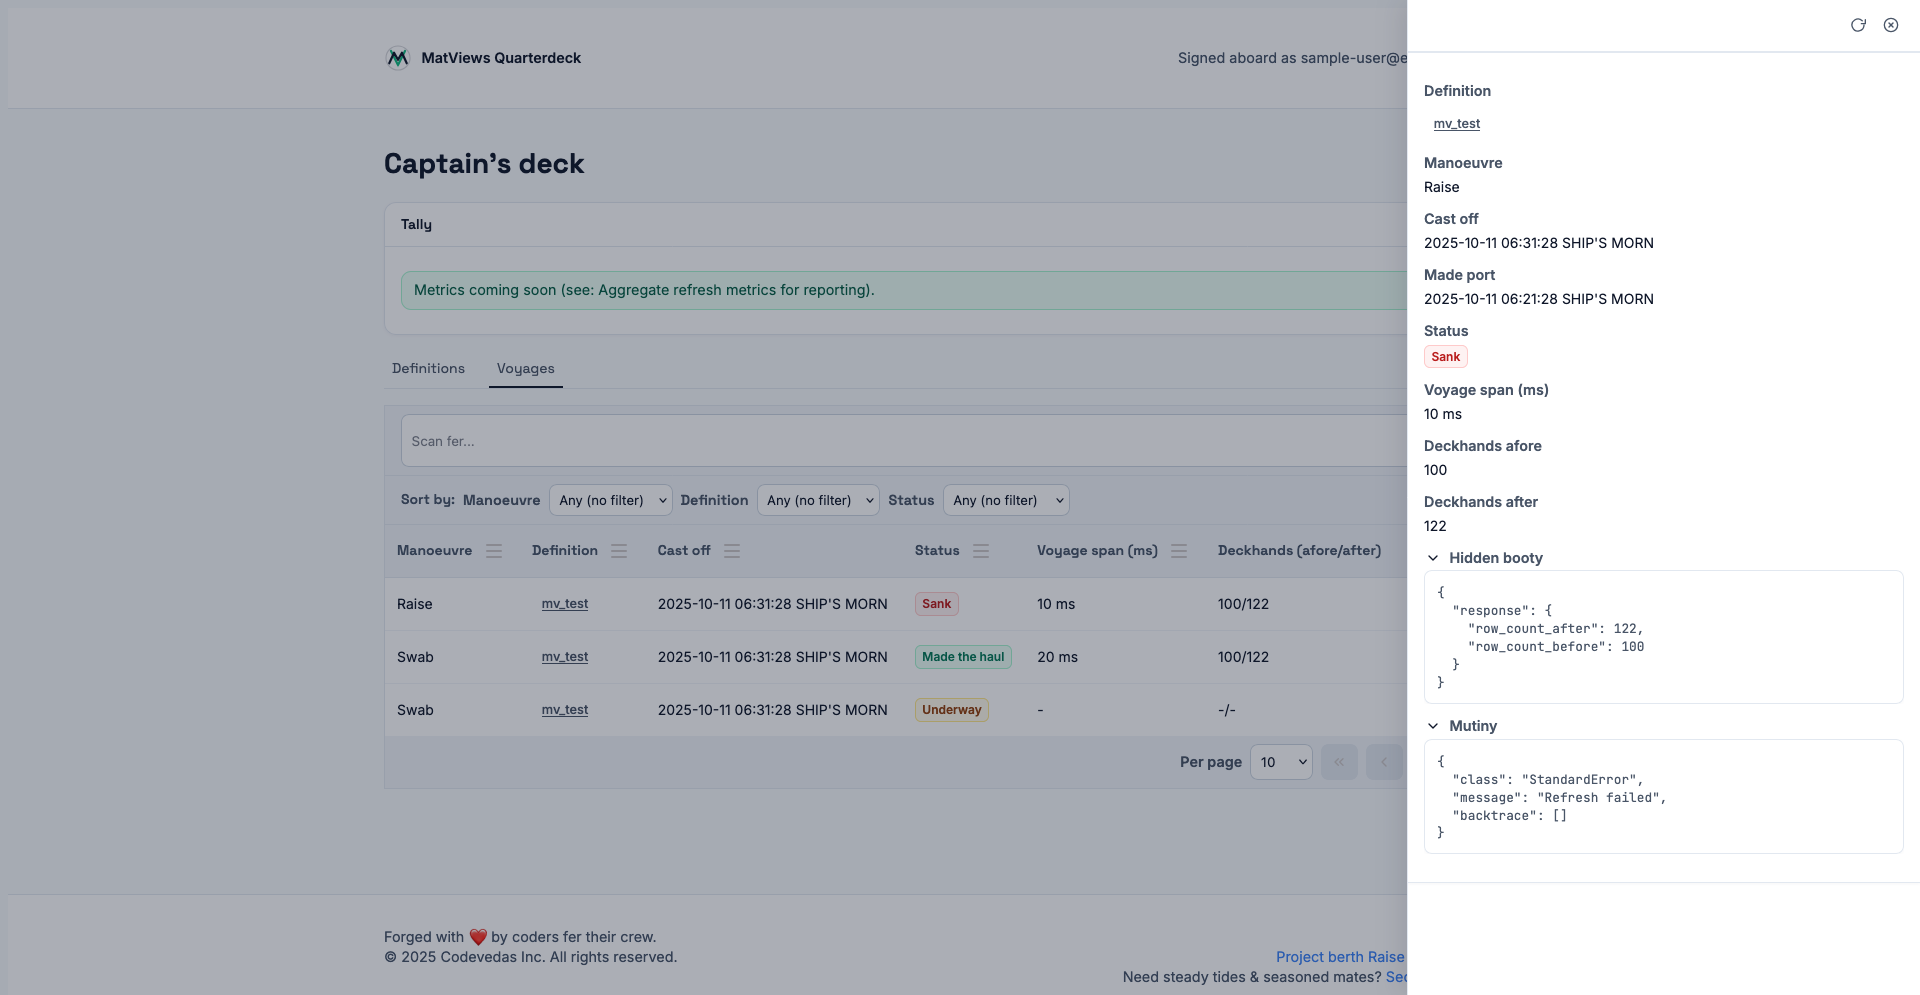 MatViews Quarterdeck
Signed aboard as sample-user@e
Captain's deck
Tally
Metrics coming soon (see: Aggregate refresh metrics for reporting).
Definitions
Voyages
Scan fer...
Sort by: Manoeuvre Any (no filter) Definition Any (no filter) Status Any (no filter)
Manoeuvre Definition Cast off Status Voyage span (ms) Deckhands (afore/after)
Raise mv_test 2025-10-11 06:31:28 SHIP'S MORN Sank 10 ms 100/122
Swab mv_test 2025-10-11 06:31:28 SHIP'S MORN Made the haul 20 ms 100/122
Swab mv_test 2025-10-11 06:31:28 SHIP'S MORN Underway - -/-
Per page 10 « ‹
Forged with ❤️ by coders fer their crew.
© 2025 Codevedas Inc. All rights reserved.
Project berth Raise
Need steady tides & seasoned mates? Sec
Definition
mv_test
Manoeuvre
Raise
Cast off
2025-10-11 06:31:28 SHIP'S MORN
Made port
2025-10-11 06:21:28 SHIP'S MORN
Status
Sank
Voyage span (ms)
10 ms
Deckhands afore
100
Deckhands after
122
Hidden booty
{
  "response": {
    "row_count_after": 122,
    "row_count_before": 100
  }
}
Mutiny
{
  "class": "StandardError",
  "message": "Refresh failed",
  "backtrace": []
}